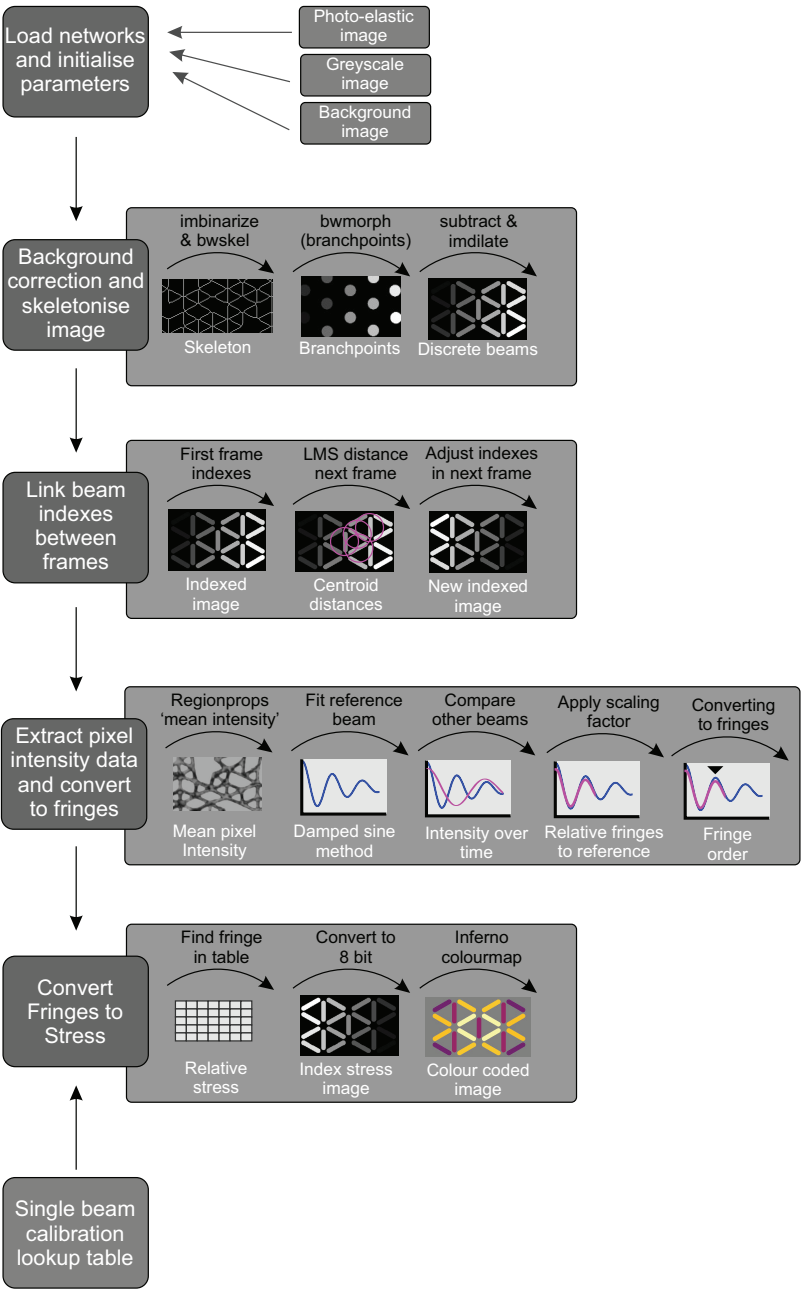 Load networks
and initialise
parameters
Photo-elastic
image
Greyscale
image
Background
image
Background
correction and
skeletonise
image
imbinarize
& bwskel
bwmorph
(branchpoints)
subtract &
imdilate
Skeleton
Branchpoints
Discrete beams
Link beam
indexes
between
frames
First frame
indexes
LMS distance
next frame
Adjust indexes
in next frame
Indexed
image
Centroid
distances
New indexed
image
Extract pixel
intensity data
and convert
to fringes
Regionprops
‘mean intensity’
Fit reference
beam
Compare
other beams
Apply scaling
factor
Converting
to fringes
Mean pixel
Intensity
Damped sine
method
Intensity over
time
Relative fringes
to reference
Fringe
order
Convert
Fringes to
Stress
Find fringe
in table
Convert to
8 bit
Inferno
colourmap
Relative
stress
Index stress
image
Colour coded
image
Single beam
calibration
lookup table